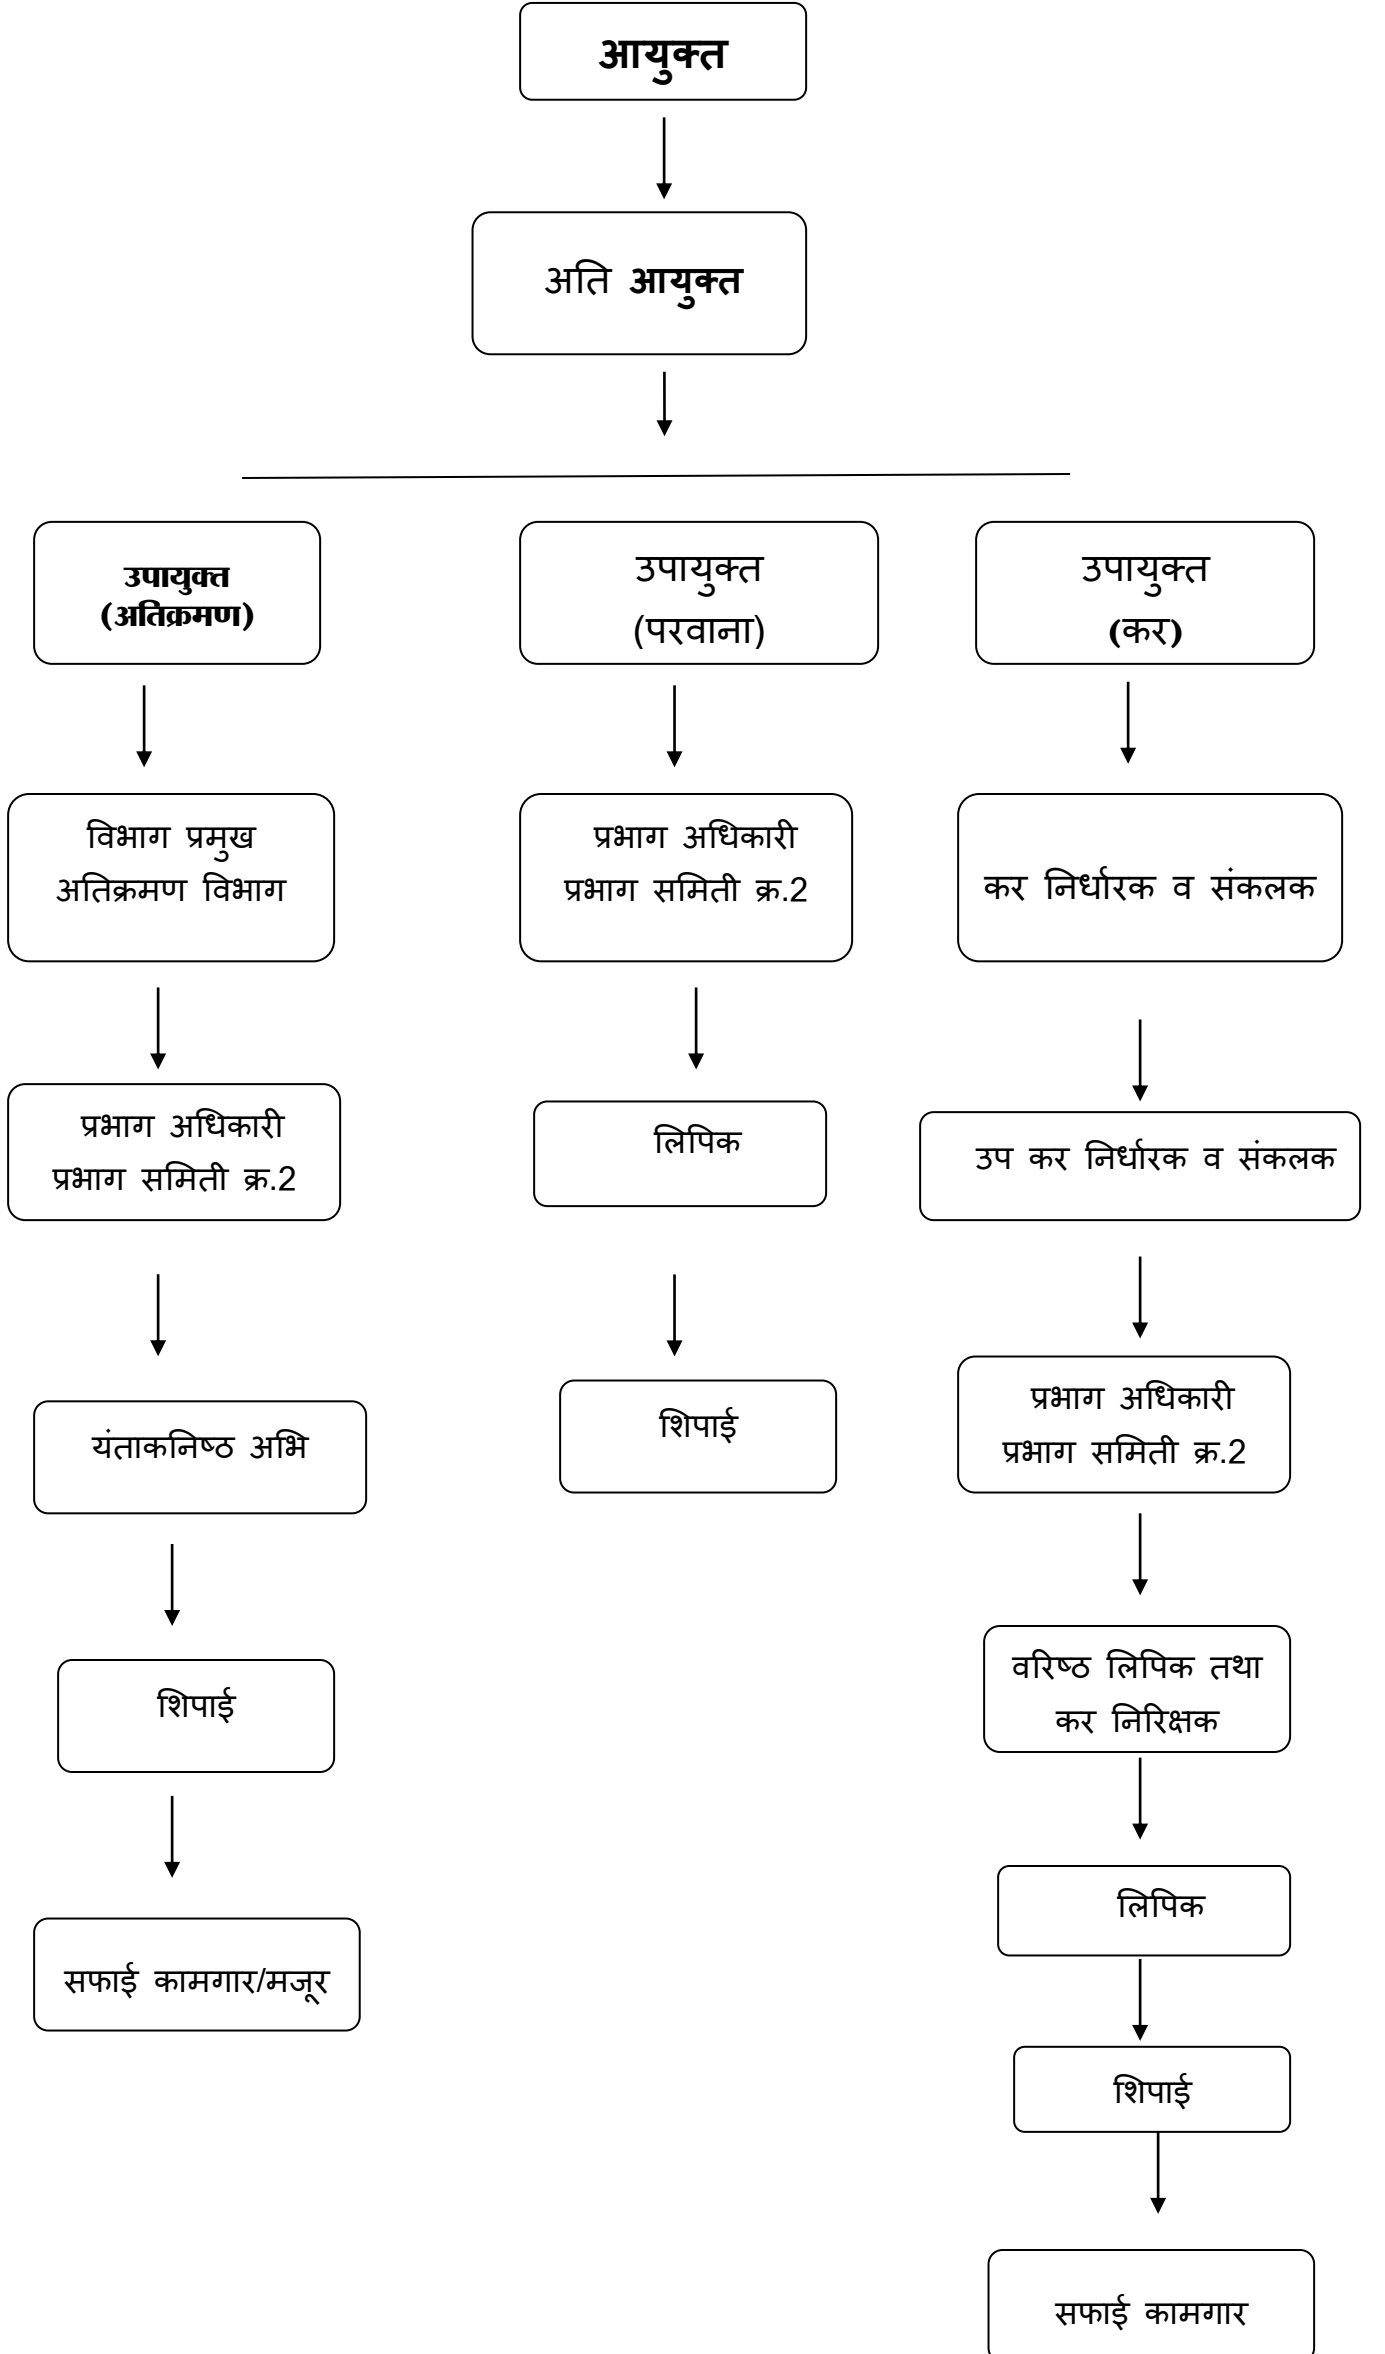 आयुक्त
अति आयुक्त
उपायुक्त
(अतिक्रमण)
उपायुक्त
(परवाना)
उपायुक्त
(कर)
विभाग प्रमुख
अतिक्रमण विभाग
प्रभाग अधिकारी
प्रभाग समिती क्र.2
कर निर्धारक व संकलक
प्रभाग अधिकारी
प्रभाग समिती क्र.2
लिपिक
उप कर निर्धारक व संकलक
यंताकनिष्ठ अभि
शिपाई
प्रभाग अधिकारी
प्रभाग समिती क्र.2
शिपाई
वरिष्ठ लिपिक तथा
कर निरिक्षक
सफाई कामगार/मजूर
लिपिक
शिपाई
सफाई कामगार